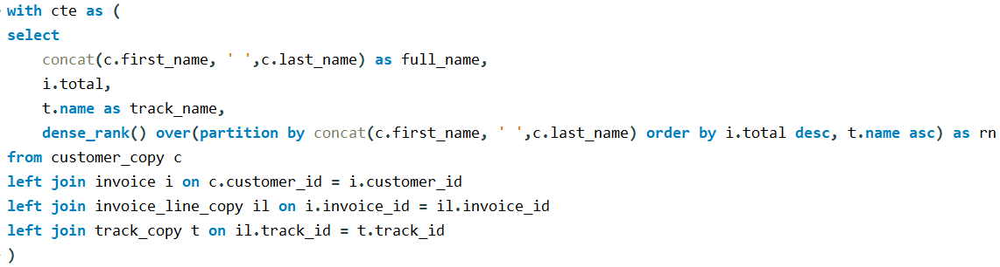 with cte as (
select
concat(c.first_name, ' ',c.last_name) as full_name,
i.total,
t.name as track_name,
dense_rank() over(partition by concat(c.first_name, ' ',c.last_name) order by i.total desc, t.name asc) as rn
from customer_copy c
left join invoice i on c.customer_id = i.customer_id
left join invoice_line_copy il on i.invoice_id = il.invoice_id
left join track_copy t on il.track_id = t.track_id
)